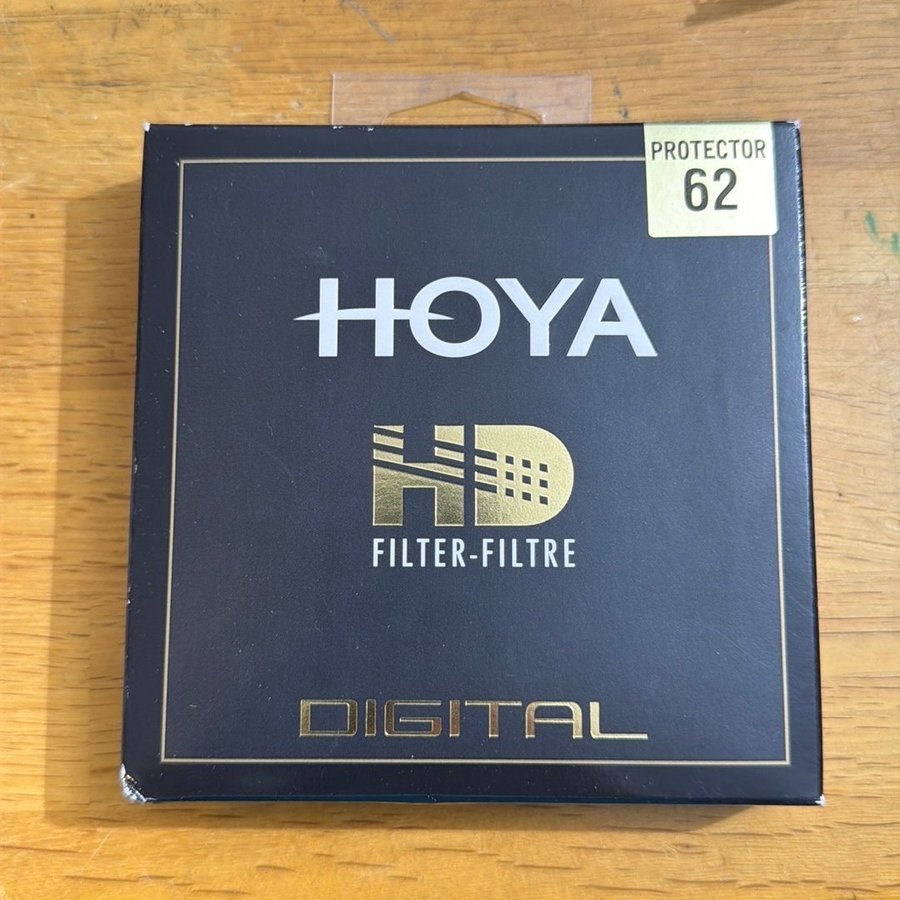 PROTECTOR
62
HOYA
HD
FILTER-FILTRE
DIGITAL